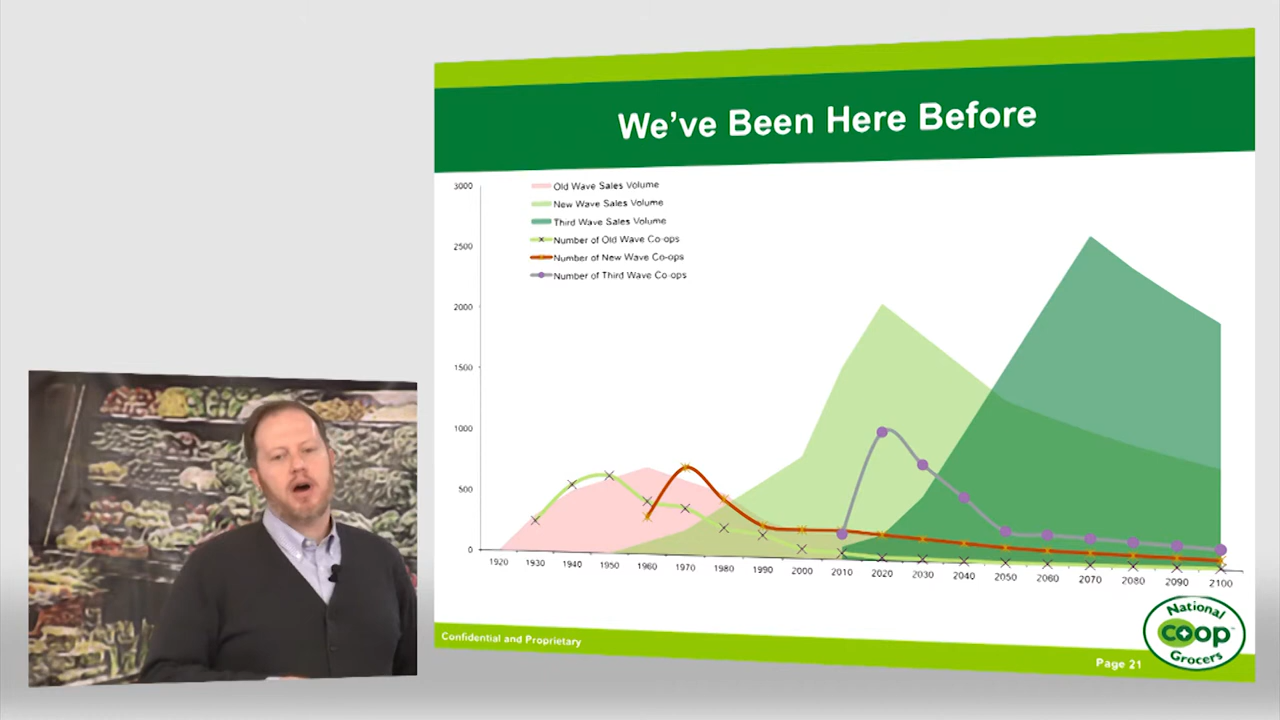 We've Been Here Before
3000
2500
2000
1500
1000
500
0
Old Wave Sales Volume
New Wave Sales Volume
Third Wave Sales Volume
Number of Old Wave Co-ops
Number of New Wave Co-ops
Number of Third Wave Co-ops
1920 1930 1940 1950 1960 1970 1980 1990 2000 2010 2020 2030 2040 2050 2060 2070 2080 2090 2100
Confidential and Proprietary
Page 21
National
co+op
Grocers